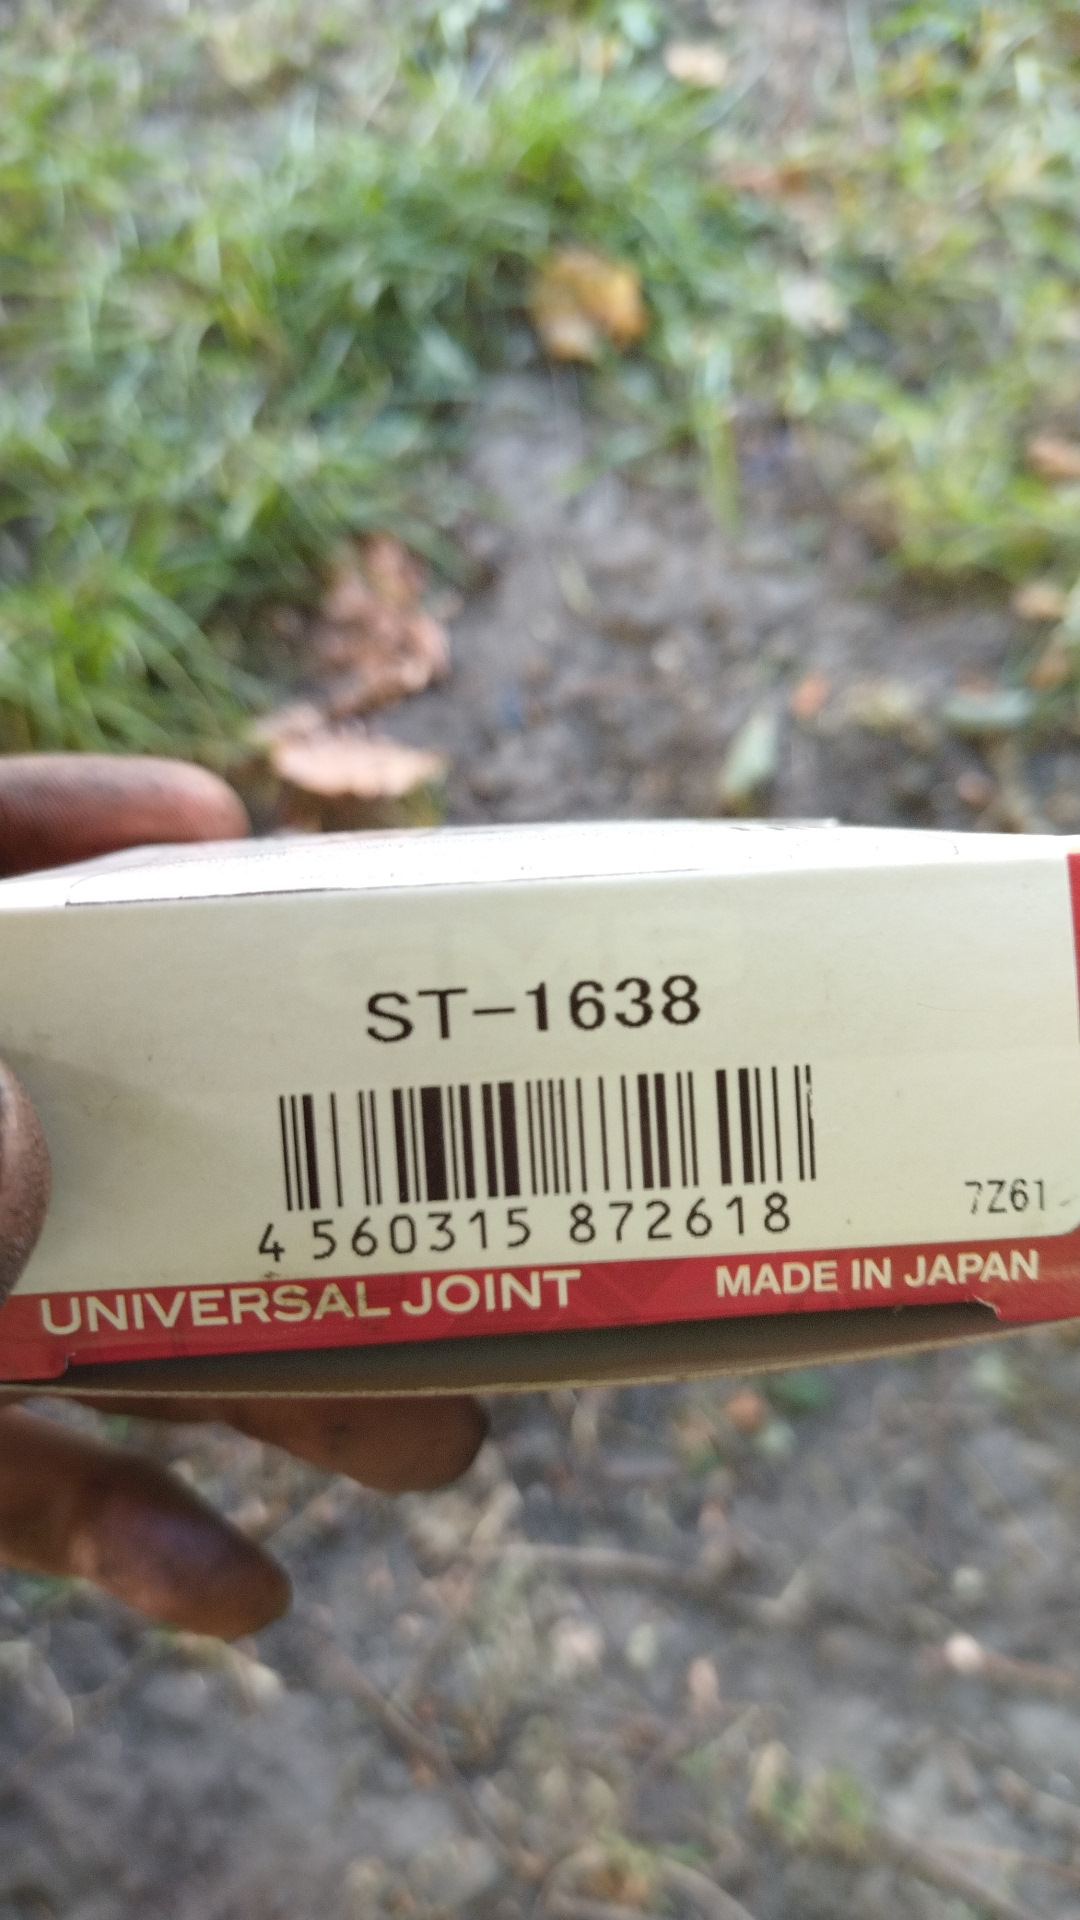 ST-1638
4 560315 872618
7Z61
UNIVERSAL JOINT
MADE IN JAPAN